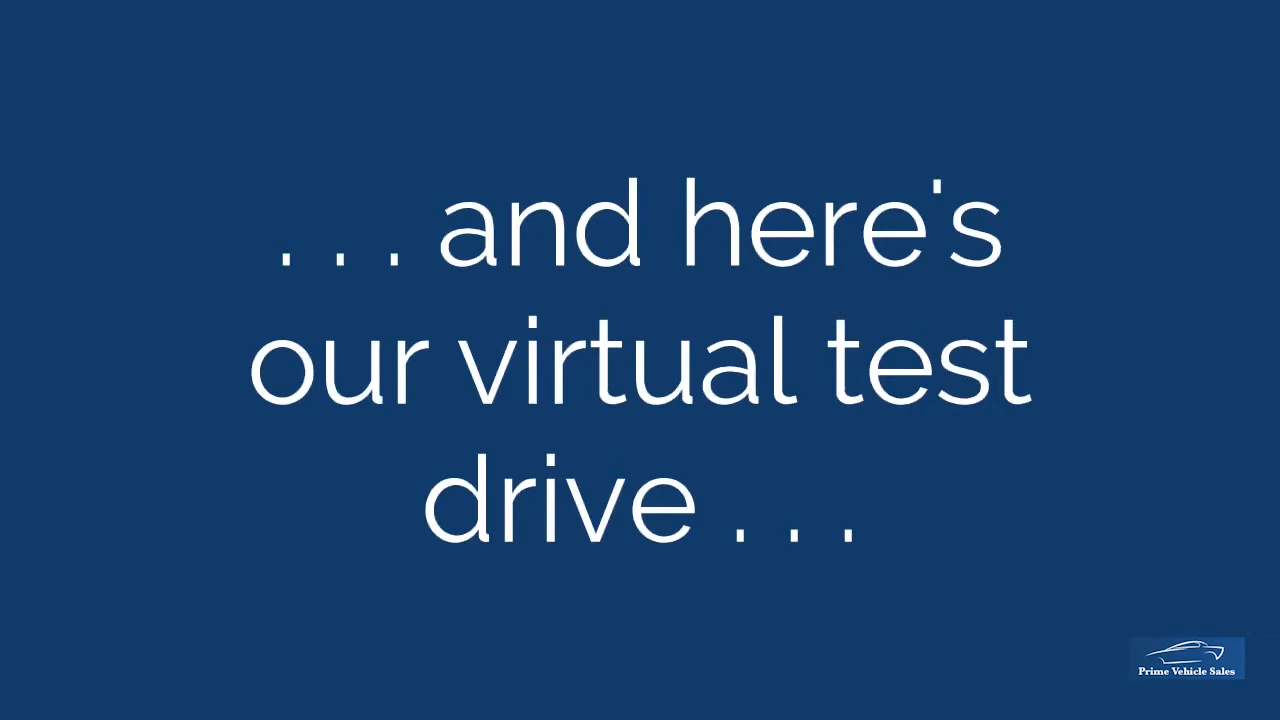 . . . and here's
our virtual test
drive . . .
Prime Vehicle Sales